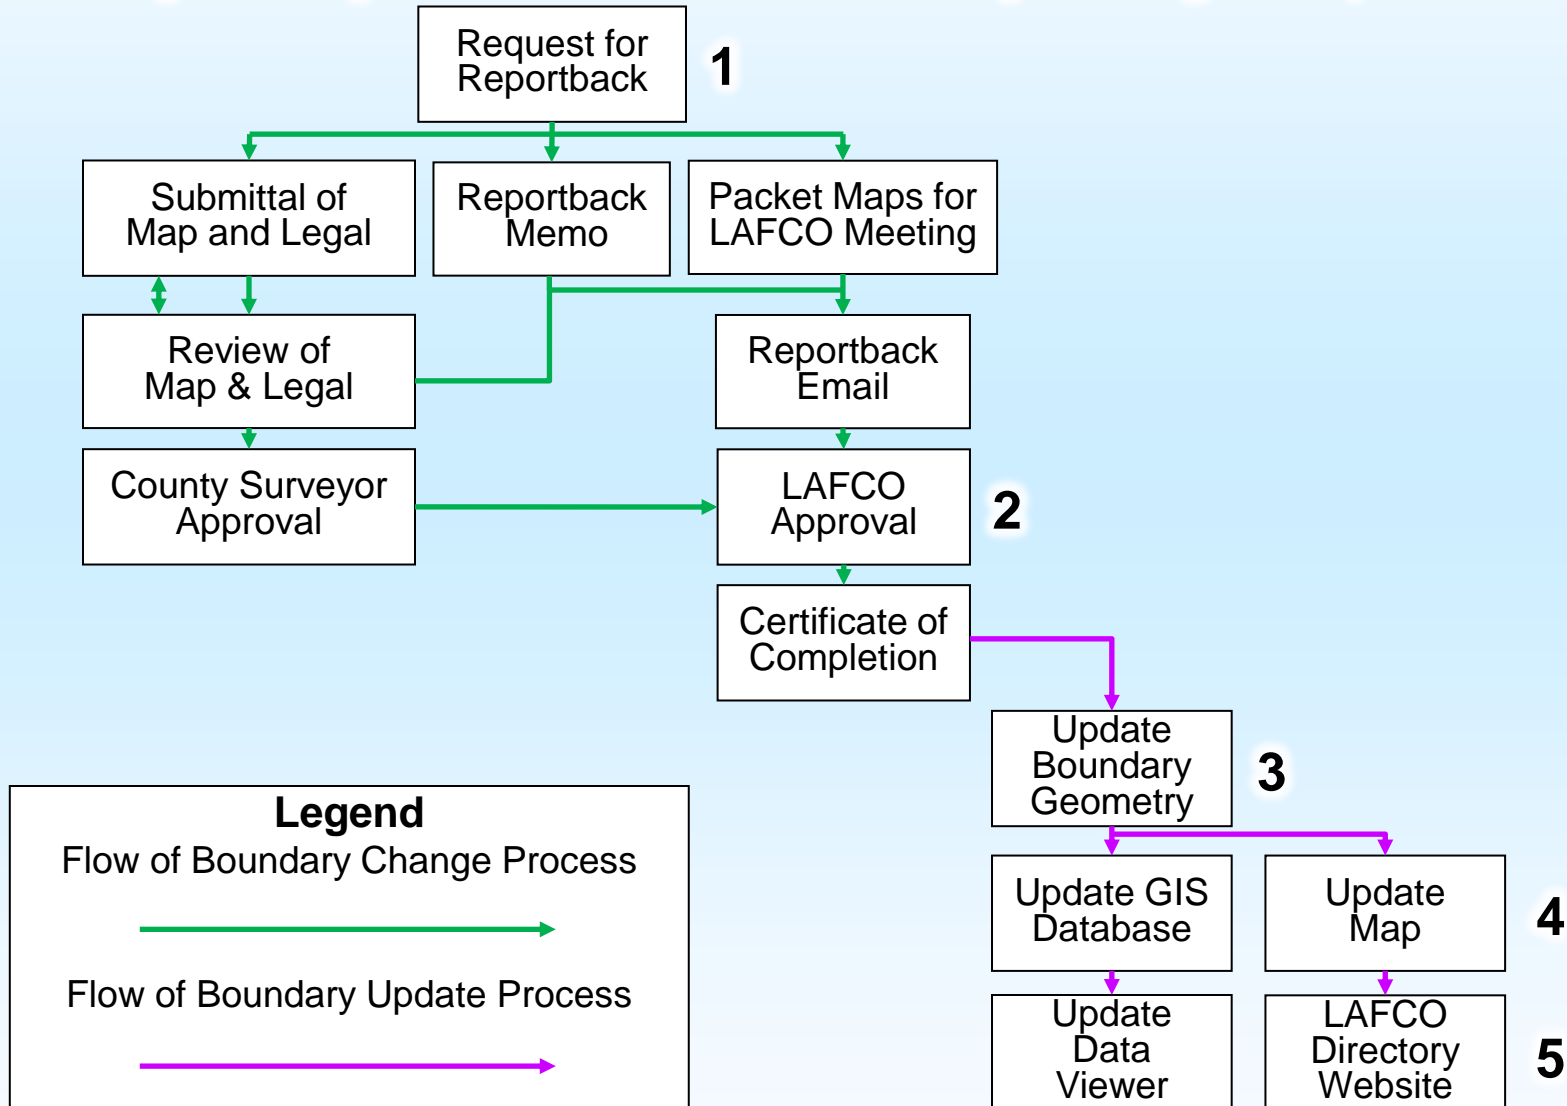 Request for
Reportback
1
Submittal of
Map and Legal
Reportback
Memo
Packet Maps for
LAFCO Meeting
Review of
Map & Legal
Reportback
Email
County Surveyor
Approval
LAFCO
Approval
2
Certificate of
Completion
Update
Boundary
Geometry
3
Legend
Flow of Boundary Change Process
Flow of Boundary Update Process
Update GIS
Database
Update
Map
4
Update
Data
Viewer
LAFCO
Directory
Website
5